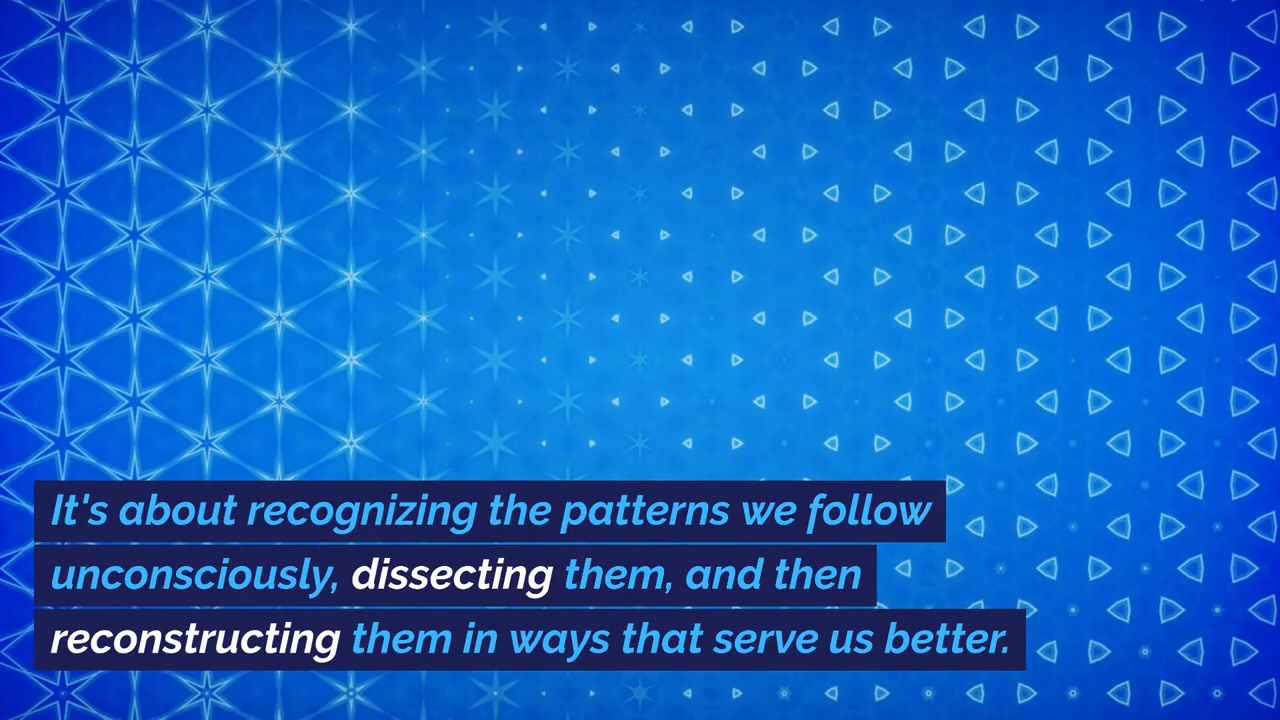 It's about recognizing the patterns we follow
unconsciously, dissecting them, and then
reconstructing them in ways that serve us better.